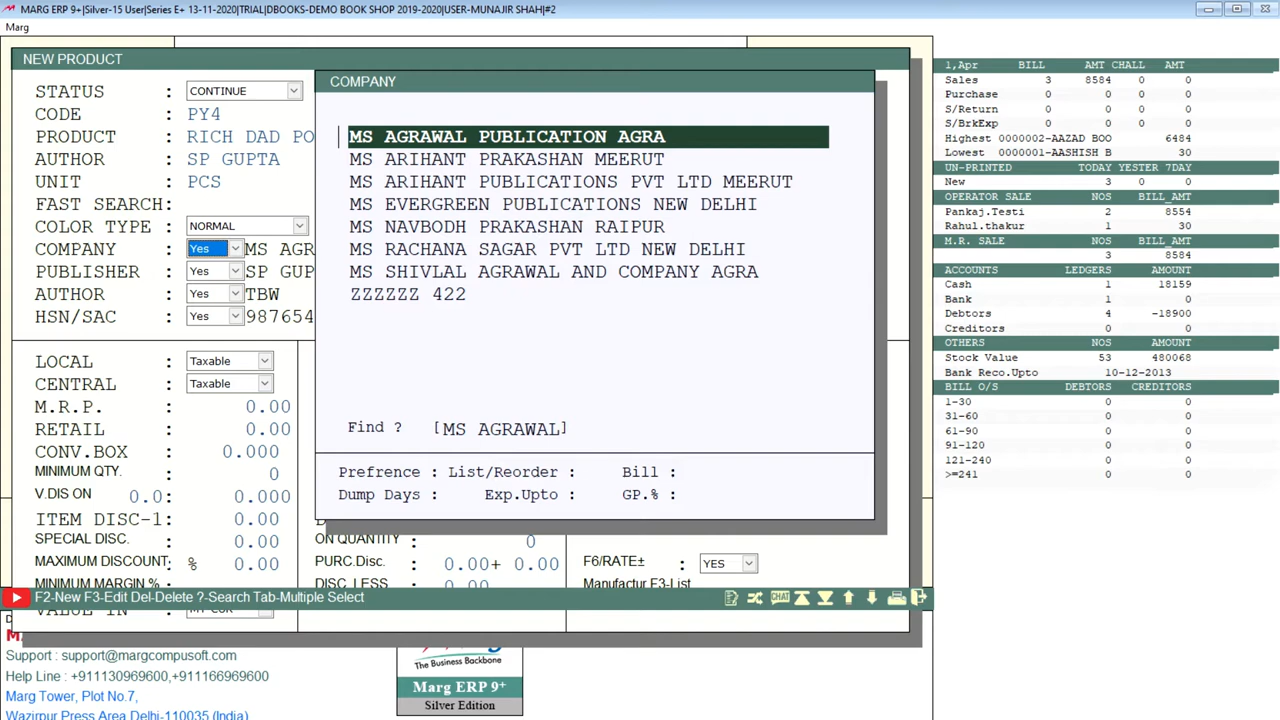 MARG ERP 9+|Silver-15 User|Series E+ 13-11-2020|TRIAL|DBOOKS-DEMO BOOK SHOP 2019-2020|USER-MUNAJIR SHAH|#2
Marg
NEW PRODUCT
STATUS : CONTINUE
CODE : PY4
PRODUCT : RICH DAD PO
AUTHOR : SP GUPTA
UNIT : PCS
FAST SEARCH:
COLOR TYPE : NORMAL
COMPANY : Yes MS AGR
PUBLISHER : Yes SP GUP
AUTHOR : Yes TBW
HSN/SAC : Yes 987654
LOCAL : Taxable
CENTRAL : Taxable
M.R.P. : 0.00
RETAIL : 0.00
CONV.BOX : 0.000
MINIMUM QTY. : 0
V.DIS ON 0.0: 0.000
ITEM DISC-1: 0.00
SPECIAL DISC. : 0.00
MAXIMUM DISCOUNT: % 0.00
MINIMUM MARGIN % :
COMPANY
MS AGRAWAL PUBLICATION AGRA
MS ARIHANT PRAKASHAN MEERUT
MS ARIHANT PUBLICATIONS PVT LTD MEERUT
MS EVERGREEN PUBLICATIONS NEW DELHI
MS NAVBODH PRAKASHAN RAIPUR
MS RACHANA SAGAR PVT LTD NEW DELHI
MS SHIVLAL AGRAWAL AND COMPANY AGRA
ZZZZZZ 422
Find ? [MS AGRAWAL]
Prefrence : List/Reorder : Bill :
Dump Days : Exp.Upto : GP.% :
ON QUANTITY : 0
PURC.Disc. 0.00+ 0.00
DISC. LESS 0.00
F6/RATE± : YES
Manufactur F3-List
F2-New F3-Edit Del-Delete ?-Search Tab-Multiple Select
CHAT
VALUE IN :
Support : support@margcompusoft.com
Help Line : +911130969600,+911166969600
Marg Tower, Plot No.7,
Wazirpur Press Area Delhi-110035 (India)
The Business Backbone
Marg ERP 9+
Silver Edition
1,Apr BILL AMT CHALL AMT
Sales 3 8584 0 0
Purchase 0 0 0
S/Return 0 0 0
S/BrkExp 0 0 0
Highest 0000002-AAZAD BOO 6484
Lowest 0000001-AASHISH B 30
UN-PRINTED TODAY YESTER 7DAY
New 3 0 0
OPERATOR SALE NOS BILL_AMT
Pankaj.Testi 2 8554
Rahul.thakur 1 30
M.R. SALE NOS BILL_AMT
3 8584
ACCOUNTS LEDGERS AMOUNT
Cash 1 18159
Bank 1 0
Debtors 4 -18900
Creditors 0 0
OTHERS NOS AMOUNT
Stock Value 53 480068
Bank Reco.Upto 10-12-2013
BILL O/S DEBTORS CREDITORS
1-30 0 0
31-60 0 0
61-90 0 0
91-120 0 0
121-240 0 0
>=241 0 0